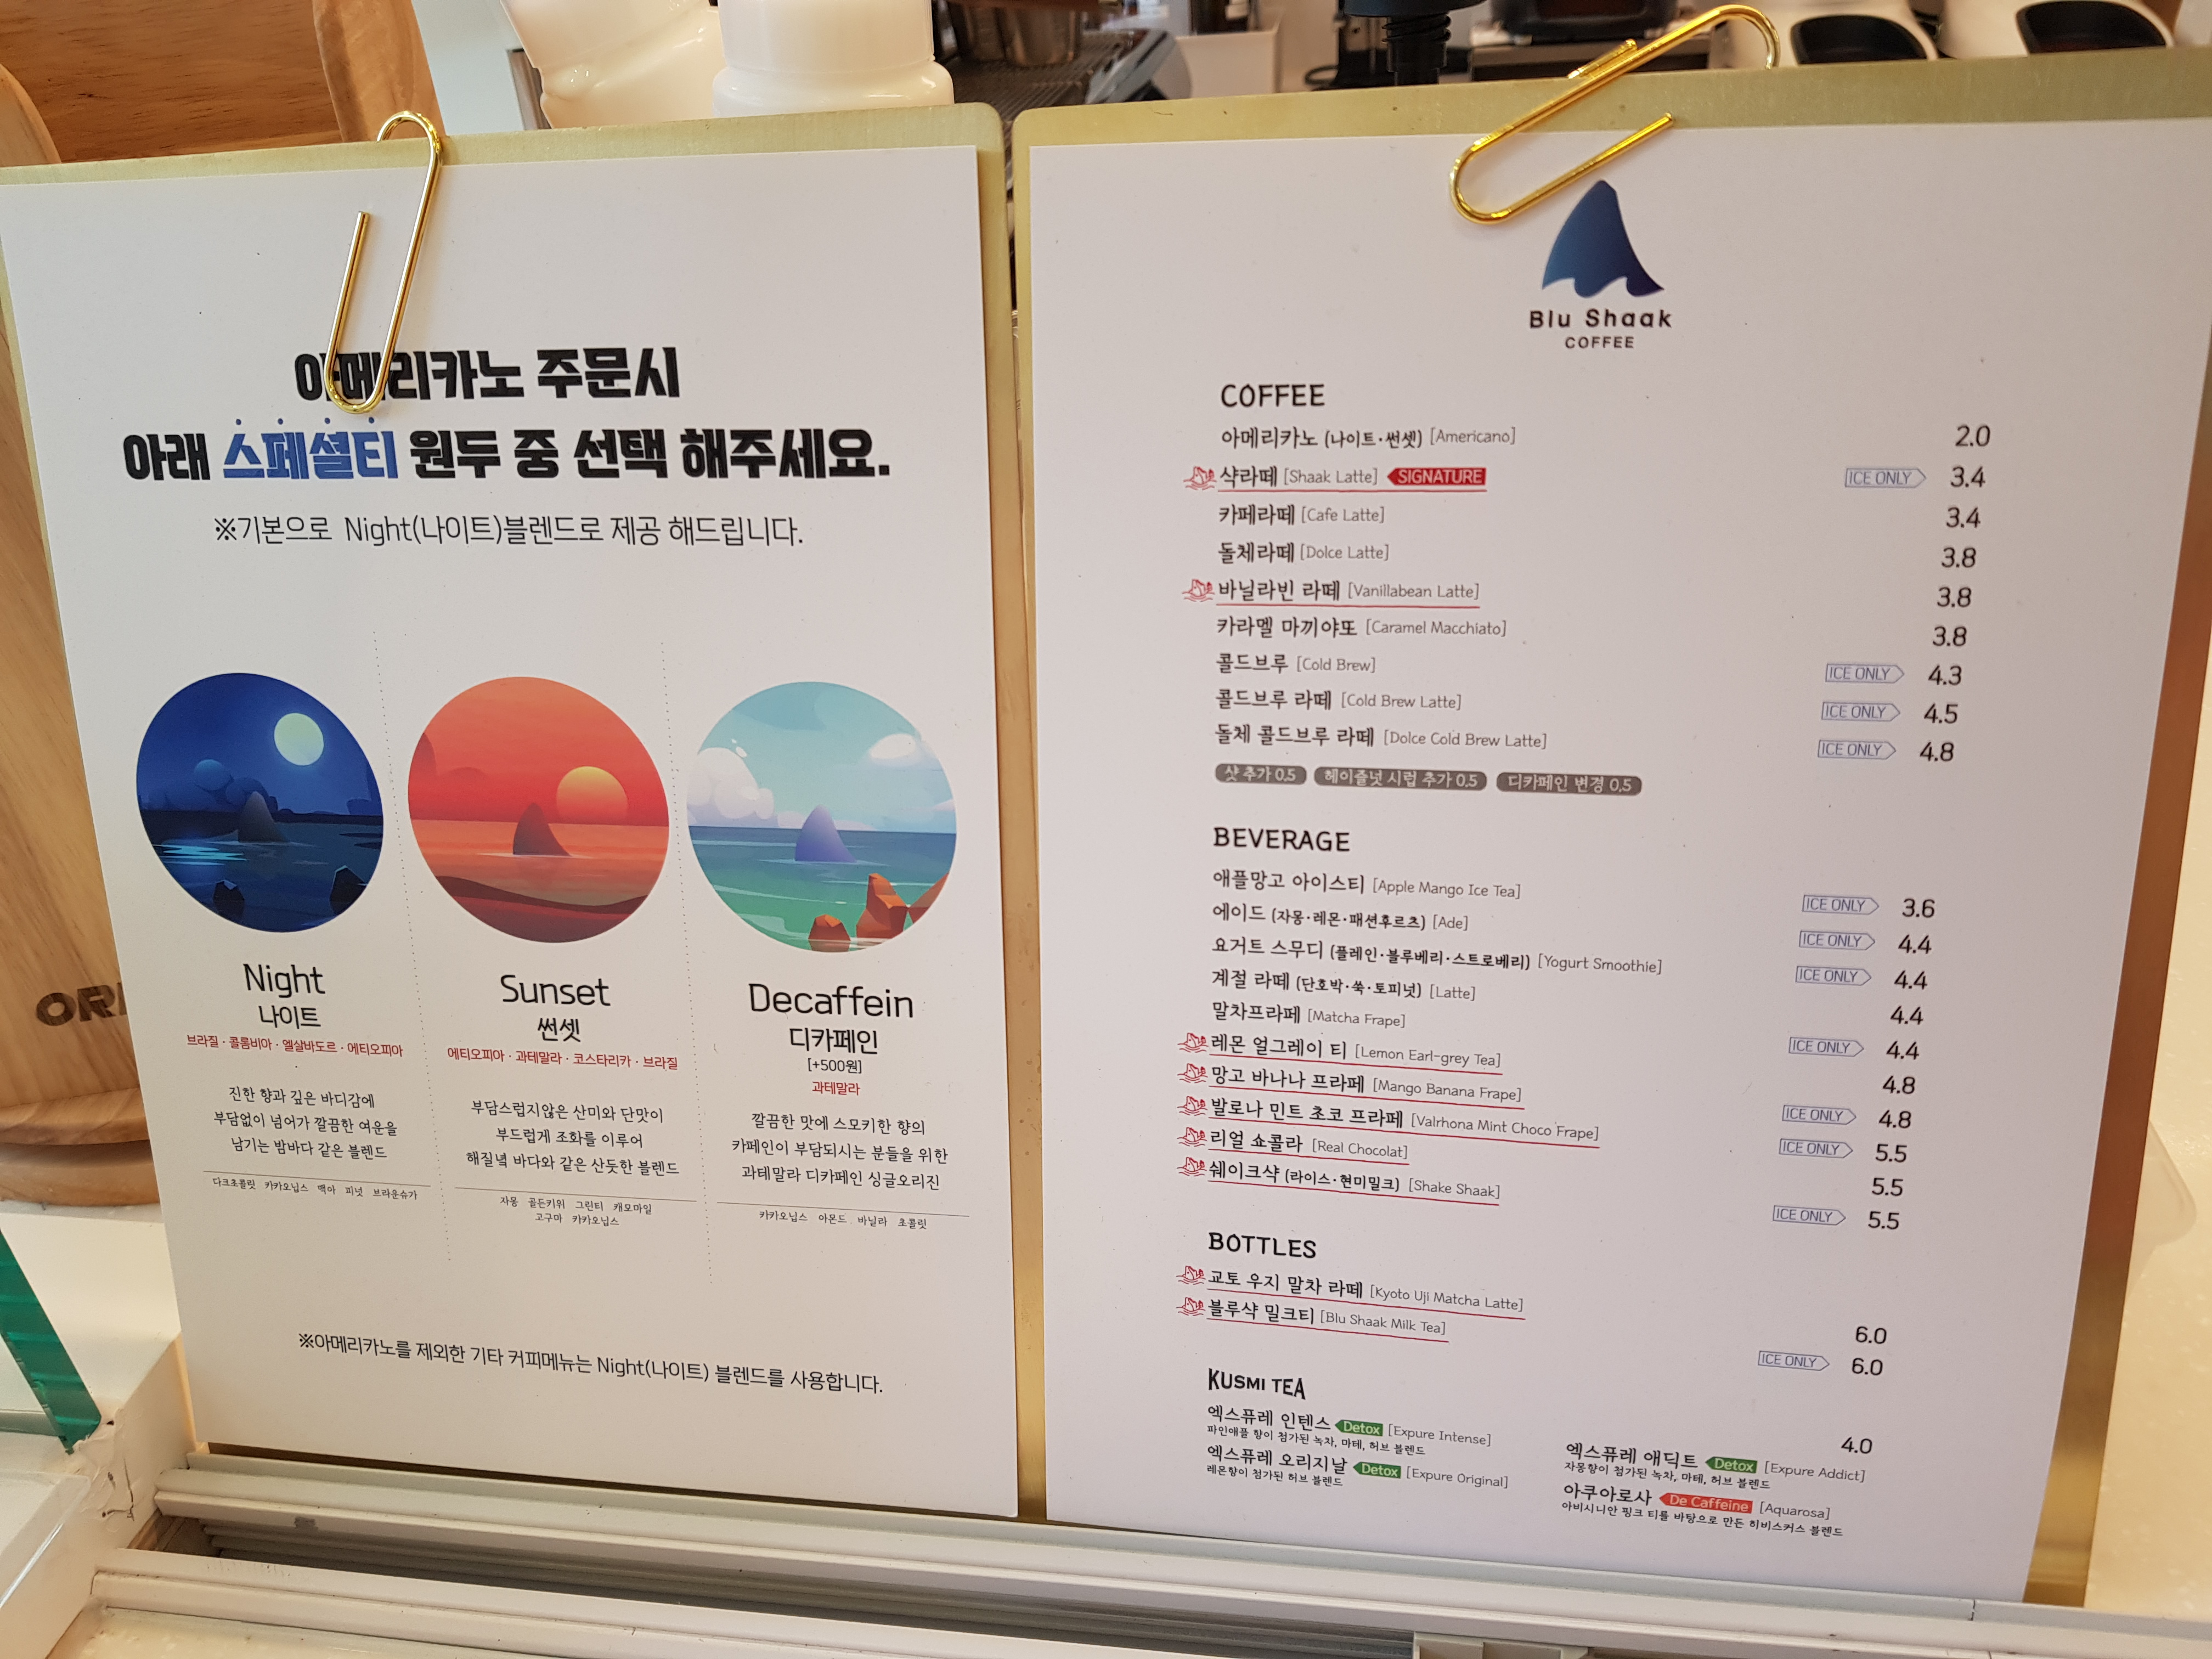 아메리카노 주문시
아래 스페셜티 원두 중 선택 해주세요.
※기본으로 Night(나이트)블렌드로 제공 해드립니다.
Night
나이트
브라질 · 콜롬비아 · 엘살바도르 · 에티오피아
진한 향과 깊은 바디감에
부담없이 넘어가 깔끔한 여운을
남기는 밤바다 같은 블렌드
다크초콜릿 카카오닙스 맥아 피넛 브라운슈가
Sunset
썬셋
에티오피아 · 과테말라 · 코스타리카 · 브라질
부담스럽지않은 산미와 단맛이
부드럽게 조화를 이루어
해질녘 바다와 같은 산듯한 블렌드
자몽 골든키위 그린티 캐모마일
고구마 카카오닙스
Decaffein
디카페인
[+500원]
과테말라
깔끔한 맛에 스모키한 향의
카페인이 부담되시는 분들을 위한
과테말라 디카페인 싱글오리진
카카오닙스 아몬드 바닐라 초콜릿
※아메리카노를 제외한 기타 커피메뉴는 Night(나이트) 블렌드를 사용합니다.
Blu Shaak
COFFEE
COFFEE
아메리카노 (나이트·썬셋) [Americano] 2.0
샥라떼 [Shaak Latte] SIGNATURE ICE ONLY 3.4
카페라떼 [Cafe Latte] 3.4
돌체라떼 [Dolce Latte] 3.8
바닐라빈 라떼 [Vanillabean Latte] 3.8
카라멜 마끼야또 [Caramel Macchiato] 3.8
콜드브루 [Cold Brew] ICE ONLY 4.3
콜드브루 라떼 [Cold Brew Latte] ICE ONLY 4.5
돌체 콜드브루 라떼 [Dolce Cold Brew Latte] ICE ONLY 4.8
샷 추가 0.5 헤이즐넛 시럽 추가 0.5 디카페인 변경 0.5
BEVERAGE
애플망고 아이스티 [Apple Mango Ice Tea] ICE ONLY 3.6
에이드 (자몽·레몬·패션후르츠) [Ade] ICE ONLY 4.4
요거트 스무디 (플레인·블루베리·스트로베리) [Yogurt Smoothie] ICE ONLY 4.4
계절 라떼 (단호박·쑥·토피넛) [Latte] 4.4
말차프라페 [Matcha Frape] ICE ONLY 4.4
레몬 얼그레이 티 [Lemon Earl-grey Tea] 4.8
망고 바나나 프라페 [Mango Banana Frape] ICE ONLY 4.8
발로나 민트 초코 프라페 [Valrhona Mint Choco Frape] ICE ONLY 5.5
리얼 쇼콜라 [Real Chocolat] 5.5
쉐이크샥 (라이스·현미밀크) [Shake Shaak] ICE ONLY 5.5
BOTTLES
교토 우지 말차 라떼 [Kyoto Uji Matcha Latte] 6.0
블루샥 밀크티 [Blu Shaak Milk Tea] ICE ONLY 6.0
KUSMI TEA 4.0
엑스퓨레 인텐스 Detox [Expure Intense]
파인애플 향이 첨가된 녹차, 마테, 허브 블렌드
엑스퓨레 오리지날 Detox [Expure Original]
레몬향이 첨가된 허브 블렌드
엑스퓨레 애딕트 Detox [Expure Addict]
자몽향이 첨가된 녹차, 마테, 허브 블렌드
아쿠아로사 De Caffeine [Aquarosa]
아비시니안 핑크 티를 바탕으로 만든 히비스커스 블렌드